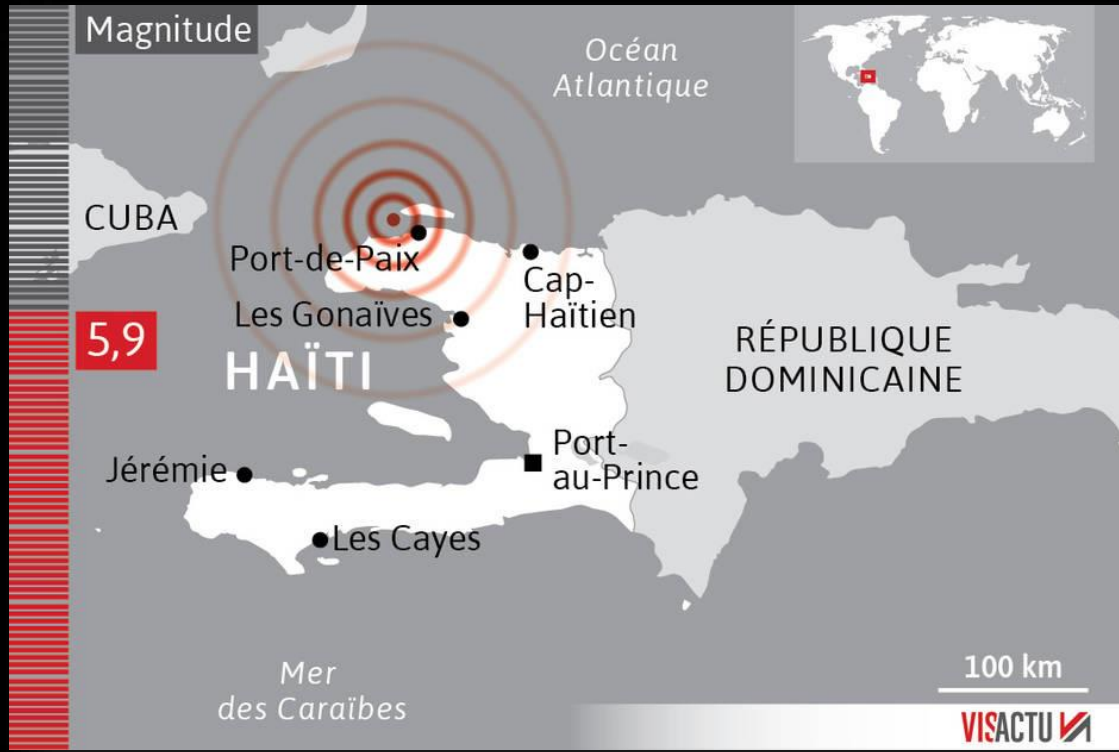 Magnitude
Océan
Atlantique
CUBA
Port-de-Paix
Cap-
Haïtien
Les Gonaïves
5,9
HAÏTI
RÉPUBLIQUE
DOMINICAINE
Port-
au-Prince
Jérémie
Les Cayes
Mer
des Caraïbes
100 km
VISACTU